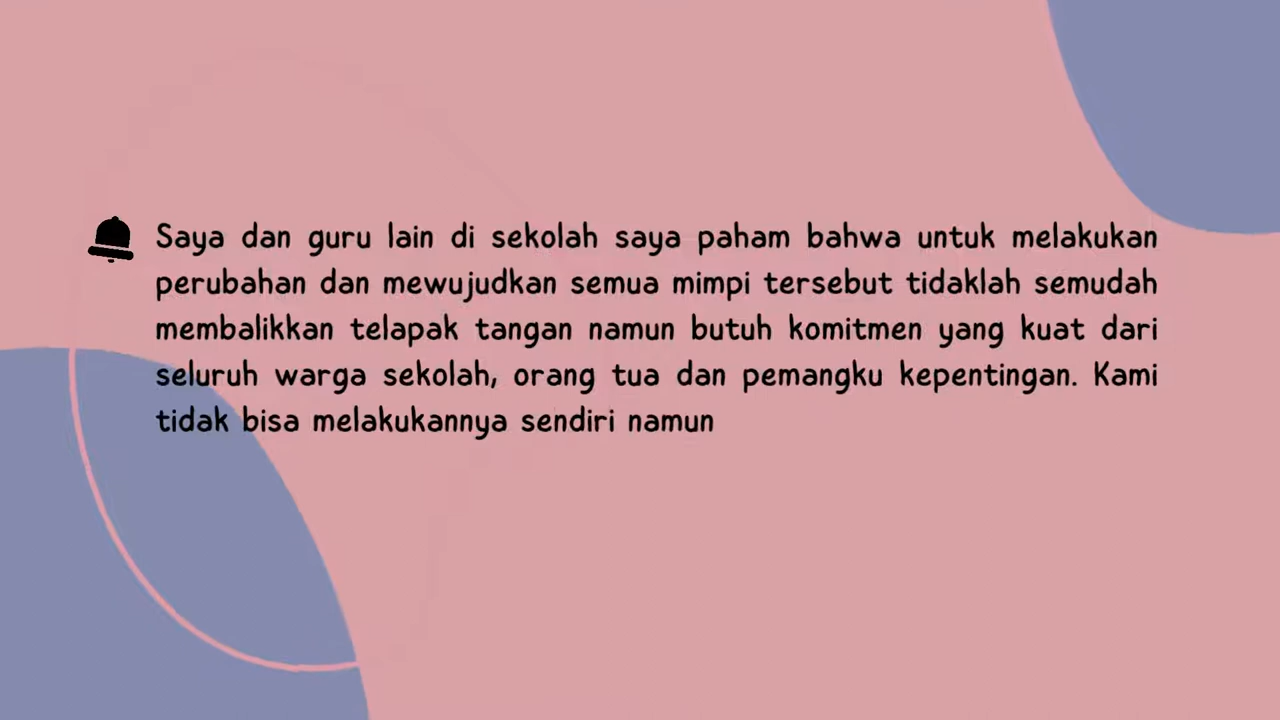 Saya dan guru lain di sekolah saya paham bahwa untuk melakukan
perubahan dan mewujudkan semua mimpi tersebut tidaklah semudah
membalikkan telapak tangan namun butuh komitmen yang kuat dari
seluruh warga sekolah, orang tua dan pemangku kepentingan. Kami
tidak bisa melakukannya sendiri namun